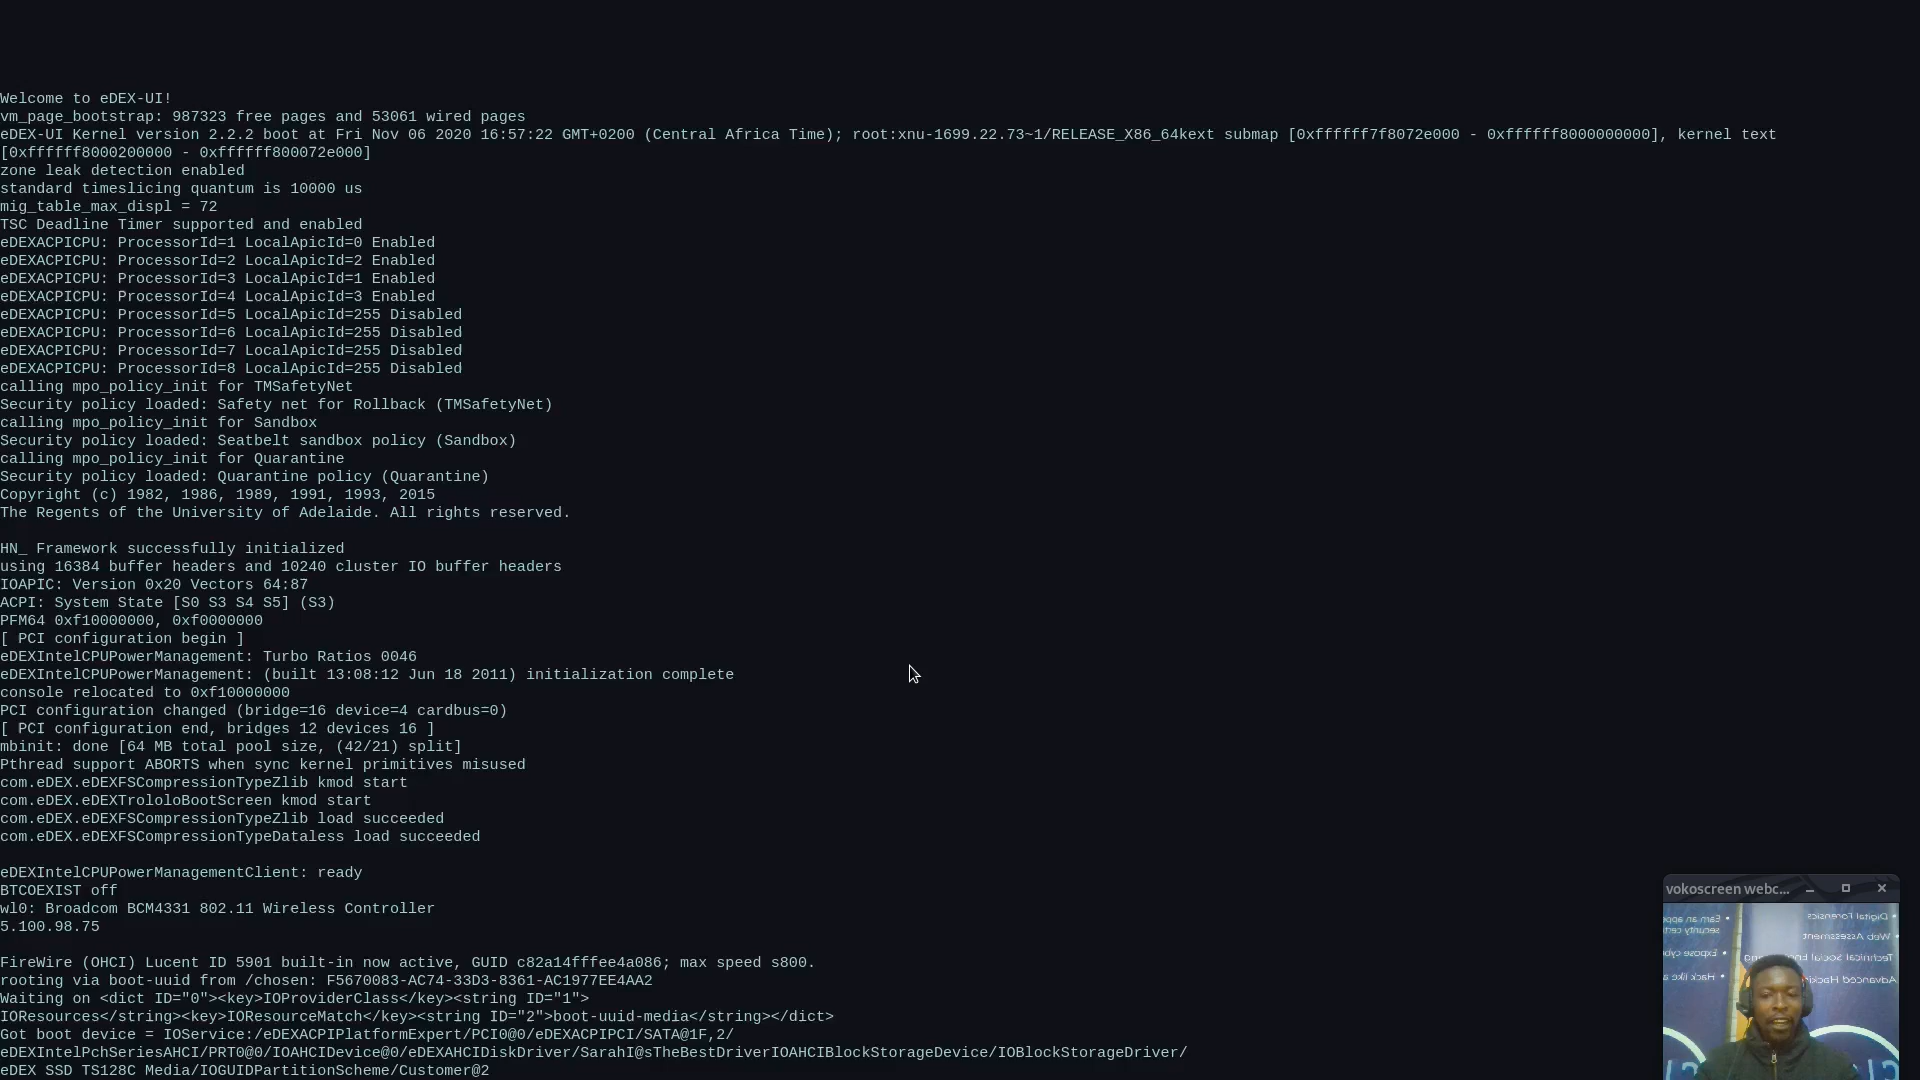 Welcome to eDEX-UI!
vm_page_bootstrap: 987323 free pages and 53061 wired pages
eDEX-UI Kernel version 2.2.2 boot at Fri Nov 06 2020 16:57:22 GMT+0200 (Central Africa Time); root:xnu-1699.22.73~1/RELEASE_X86_64kext submap [0xffffff7f8072e000 - 0xffffff8000000000], kernel text
[0xffffff8000200000 - 0xffffff800072e000]
zone leak detection enabled
standard timeslicing quantum is 10000 us
mig_table_max_displ = 72
TSC Deadline Timer supported and enabled
eDEXACPICPU: ProcessorId=1 LocalApicId=0 Enabled
eDEXACPICPU: ProcessorId=2 LocalApicId=2 Enabled
eDEXACPICPU: ProcessorId=3 LocalApicId=1 Enabled
eDEXACPICPU: ProcessorId=4 LocalApicId=3 Enabled
eDEXACPICPU: ProcessorId=5 LocalApicId=255 Disabled
eDEXACPICPU: ProcessorId=6 LocalApicId=255 Disabled
eDEXACPICPU: ProcessorId=7 LocalApicId=255 Disabled
eDEXACPICPU: ProcessorId=8 LocalApicId=255 Disabled
calling mpo_policy_init for TMSafetyNet
Security policy loaded: Safety net for Rollback (TMSafetyNet)
calling mpo_policy_init for Sandbox
Security policy loaded: Seatbelt sandbox policy (Sandbox)
calling mpo_policy_init for Quarantine
Security policy loaded: Quarantine policy (Quarantine)
Copyright (c) 1982, 1986, 1989, 1991, 1993, 2015
The Regents of the University of Adelaide. All rights reserved.
HN_ Framework successfully initialized
using 16384 buffer headers and 10240 cluster IO buffer headers
IOAPIC: Version 0x20 Vectors 64:87
ACPI: System State [S0 S3 S4 S5] (S3)
PFM64 0xf10000000, 0xf0000000
[ PCI configuration begin ]
eDEXIntelCPUPowerManagement: Turbo Ratios 0046
eDEXIntelCPUPowerManagement: (built 13:08:12 Jun 18 2011) initialization complete
console relocated to 0xf10000000
PCI configuration changed (bridge=16 device=4 cardbus=0)
[ PCI configuration end, bridges 12 devices 16 ]
mbinit: done [64 MB total pool size, (42/21) split]
Pthread support ABORTS when sync kernel primitives misused
com.eDEX.eDEXFSCompressionTypeZlib kmod start
com.eDEX.eDEXTrololoBootScreen kmod start
com.eDEX.eDEXFSCompressionTypeZlib load succeeded
com.eDEX.eDEXFSCompressionTypeDataless load succeeded
eDEXIntelCPUPowerManagementClient: ready
BTCOEXIST off
wl0: Broadcom BCM4331 802.11 Wireless Controller
5.100.98.75
FireWire (OHCI) Lucent ID 5901 built-in now active, GUID c82a14fffee4a086; max speed s800.
rooting via boot-uuid from /chosen: F5670083-AC74-33D3-8361-AC1977EE4AA2
Waiting on <dict ID="0"><key>IOProviderClass</key><string ID="1">
IOResources</string><key>IOResourceMatch</key><string ID="2">boot-uuid-media</string></dict>
Got boot device = IOService:/eDEXACPIPlatformExpert/PCI0@0/eDEXACPIPCI/SATA@1F,2/
eDEXIntelPchSeriesAHCI/PRT0@0/IOAHCIDevice@0/eDEXAHCIDiskDriver/SarahI@sTheBestDriverIOAHCIBlockStorageDevice/IOBlockStorageDriver/
eDEX SSD TS128C Media/IOGUIDPartitionScheme/Customer@2
vokoscreen webc...
Earn an
security
Expose
Hack like a
• Digital Forensics
• Web Assessment
Technical Social
Advanced